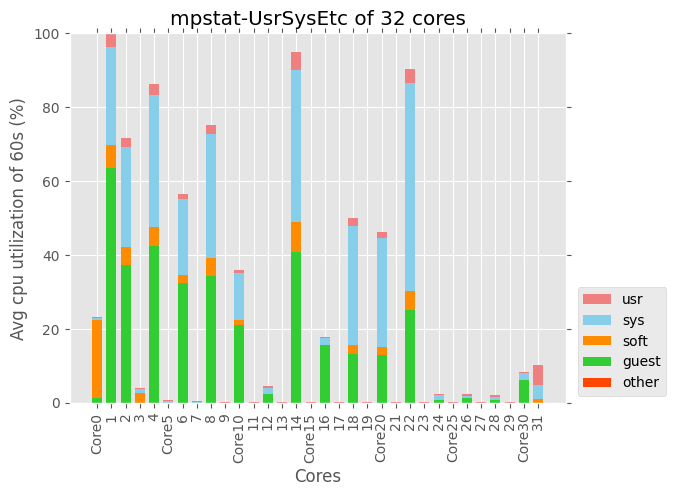 mpstat-UsrSysEtc of 32 cores
Avg cpu utilization of 60s (%)
100
80
60
40
20
0
Core0
1
2
3
4
Core5
6
7
8
9
Core10
11
12
13
14
Core15
16
17
18
19
Core20
21
22
23
24
Core25
26
27
28
29
Core30
31
Cores
usr
sys
soft
guest
other